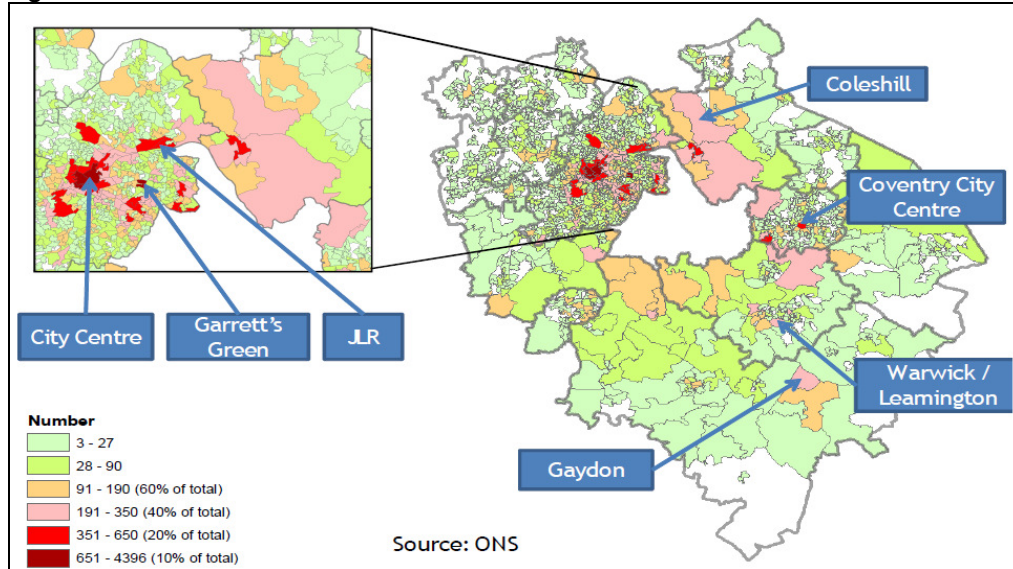 Coleshill
Coventry City
Centre
City Centre
Garrett's
Green
JLR
Warwick /
Leamington
Gaydon
Number
3 - 27
28 - 90
91 - 190 (60% of total)
191 - 350 (40% of total)
351 - 650 (20% of total)
651 - 4396 (10% of total)
Source: ONS